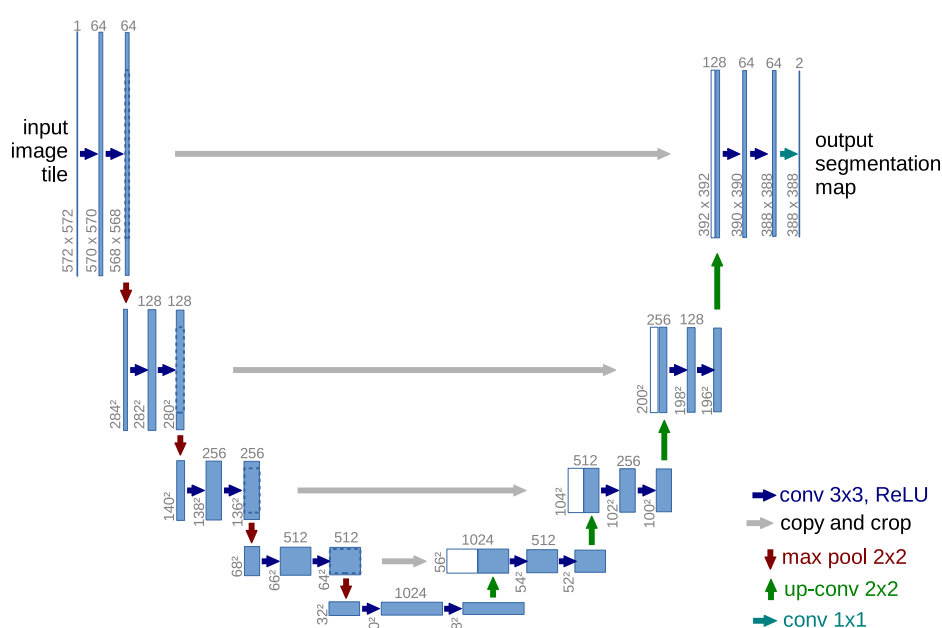 1 64 64
128 64 64 2
input
image
tile
output
segmentation
map
572 x 572
570 x 570
568 x 568
392 x 392
390 x 390
388 x 388
388 x 388
128 128
256 128
284²
282²
280²
200²
198²
196²
256 256
512 256
140²
138²
136²
104²
102²
100²
512 512
1024 512
68²
66²
64²
56²
54²
52²
1024
32²
conv 3x3, ReLU
copy and crop
max pool 2x2
up-conv 2x2
conv 1x1